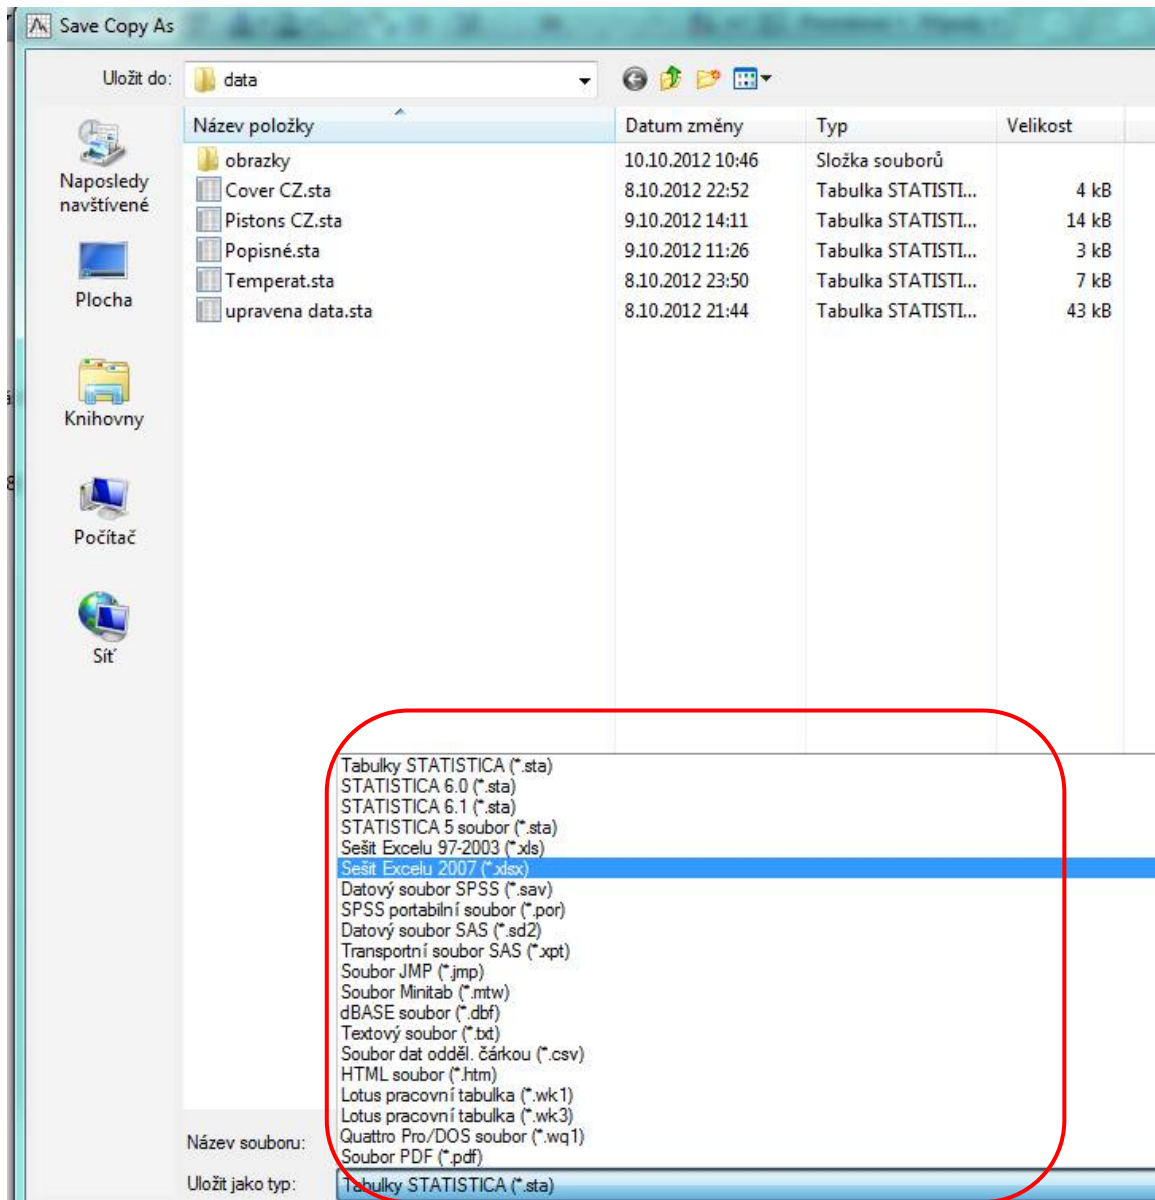 Save Copy As
Uložit do: data
Název položky Datum změny Typ Velikost
obrazky 10.10.2012 10:46 Složka souborů
Cover CZ.sta 8.10.2012 22:52 Tabulka STATISTI... 4 kB
Pistons CZ.sta 9.10.2012 14:11 Tabulka STATISTI... 14 kB
Popisné.sta 9.10.2012 11:26 Tabulka STATISTI... 3 kB
Temperat.sta 8.10.2012 23:50 Tabulka STATISTI... 7 kB
upravena data.sta 8.10.2012 21:44 Tabulka STATISTI... 43 kB
Naposledy
navštívené
Plocha
Knihovny
Počítač
Síť
Tabulky STATISTICA (*.sta)
STATISTICA 6.0 (*.sta)
STATISTICA 6.1 (*.sta)
STATISTICA 5 soubor (*.sta)
Sešit Excelu 97-2003 (*.xls)
Sešit Excelu 2007 (*.xlsx)
Datový soubor SPSS (*.sav)
SPSS portabilní soubor (*.por)
Datový soubor SAS (*.sd2)
Transportní soubor SAS (*.xpt)
Soubor JMP (*.jmp)
Soubor Minitab (*.mtw)
dBASE soubor (*.dbf)
Textový soubor (*.txt)
Soubor dat odděl. čárkou (*.csv)
HTML soubor (*.htm)
Lotus pracovní tabulka (*.wk1)
Lotus pracovní tabulka (*.wk3)
Quattro Pro/DOS soubor (*.wq1)
Soubor PDF (*.pdf)
Název souboru:
Uložit jako typ: Tabulky STATISTICA (*.sta)